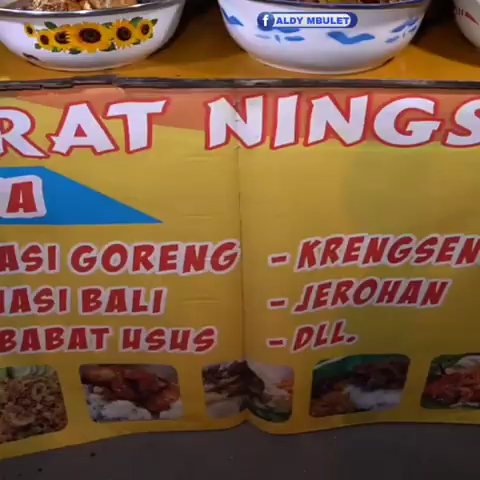 ALDY MBULET
RAT NINGS
A
ASI GORENG
- KRENGSEN
ASI BALI
- JEROHAN
BABAT USUS
- DLL.